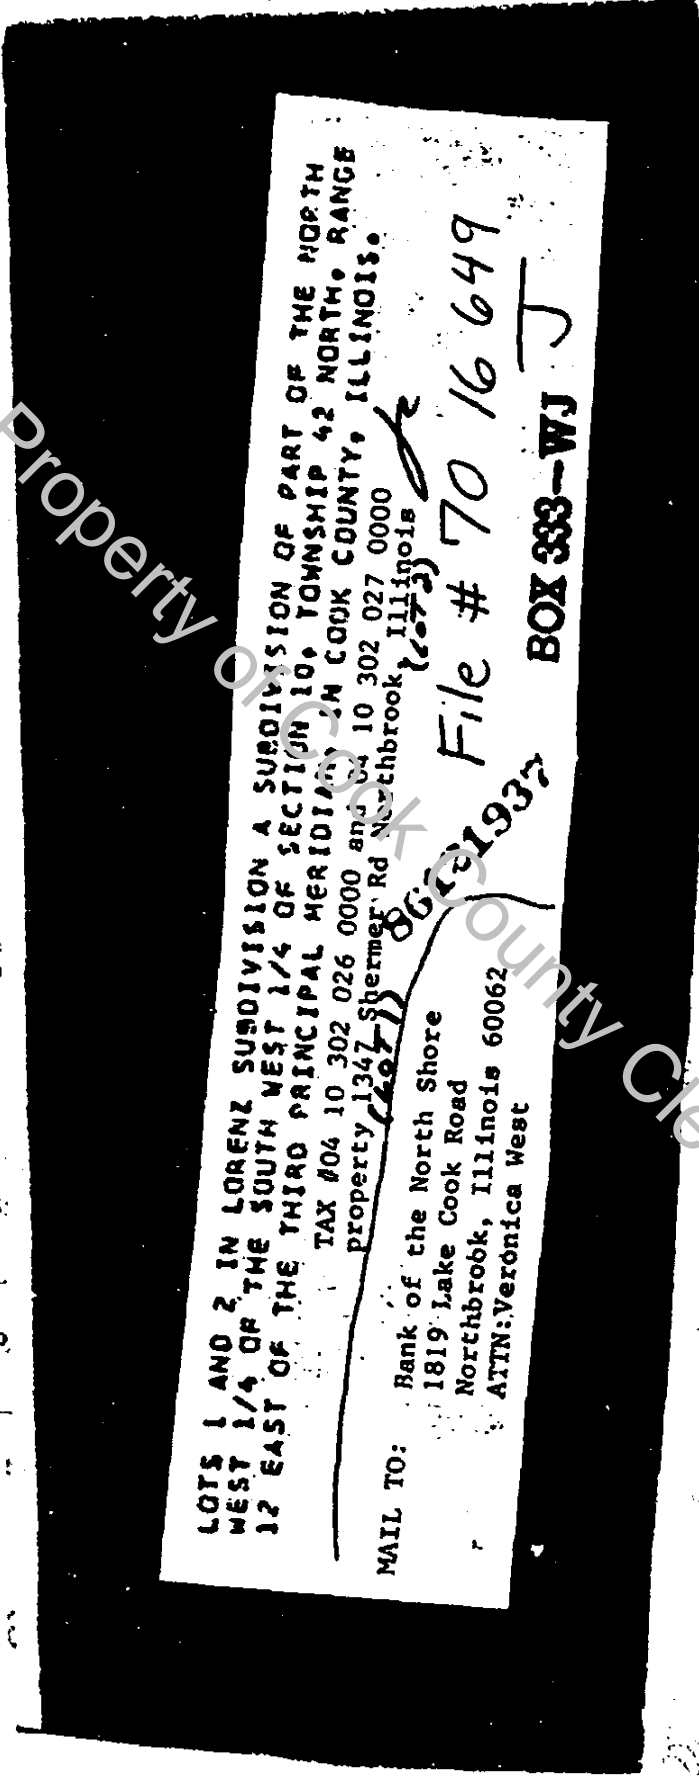 LOTS 1 AND 2 IN LORENZ SUBDIVISION A SUBDIVISION OF PART OF THE NORTH
WEST 1/4 OF THE SOUTH WEST 1/4 OF SECTION 10, TOWNSHIP 42 NORTH, RANGE
12 EAST OF THE THIRD PRINCIPAL MERIDIAN, IN COOK COUNTY, ILLINOIS.
TAX #04 10 302 026 0000 and 04 10 302 027 0000
property 1347 Shermer Rd Northbrook, Illinois
(LOT 1) (LOT 2)
File # 70 16 649
BOX 333-WJ J
MAIL TO: Bank of the North Shore
1819 Lake Cook Road
Northbrook, Illinois 60062
ATTN: Veronica West
Property of Cook County Cle